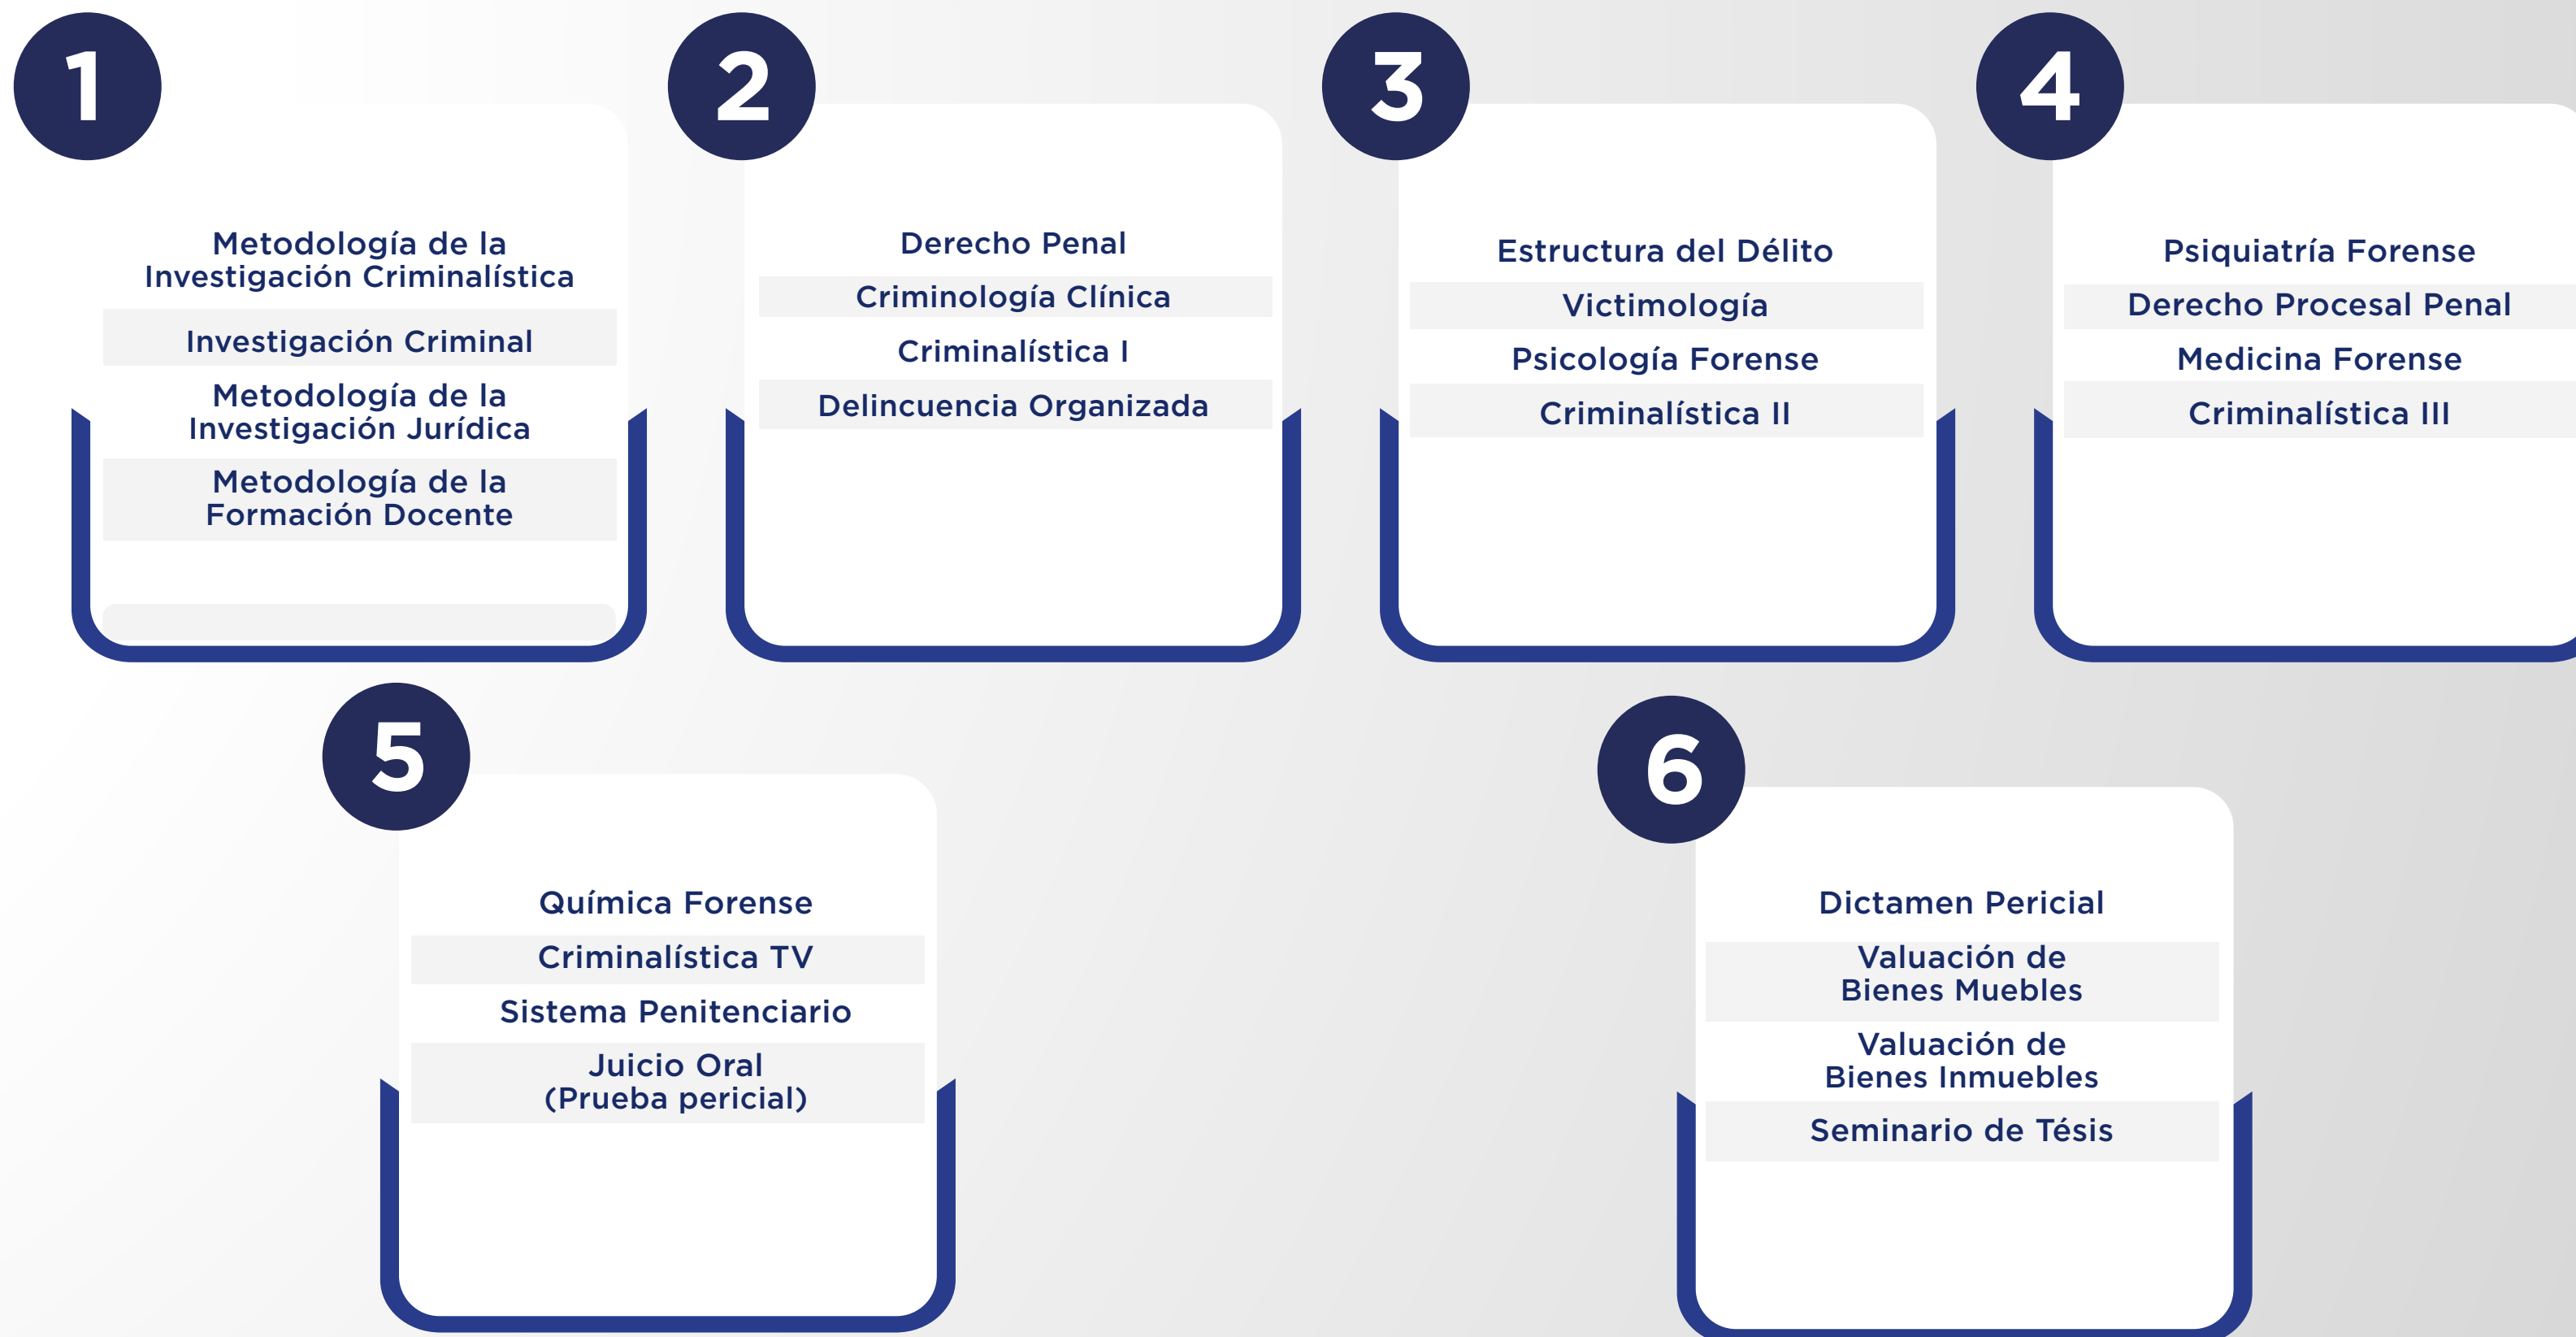 1
Metodología de la
Investigación Criminalística
Investigación Criminal
Metodología de la
Investigación Jurídica
Metodología de la
Formación Docente
2
Derecho Penal
Criminología Clínica
Criminalística I
Delincuencia Organizada
3
Estructura del Délito
Victimología
Psicología Forense
Criminalística II
4
Psiquiatría Forense
Derecho Procesal Penal
Medicina Forense
Criminalística III
5
Química Forense
Criminalística TV
Sistema Penitenciario
Juicio Oral
(Prueba pericial)
6
Dictamen Pericial
Valuación de
Bienes Muebles
Valuación de
Bienes Inmuebles
Seminario de Tésis